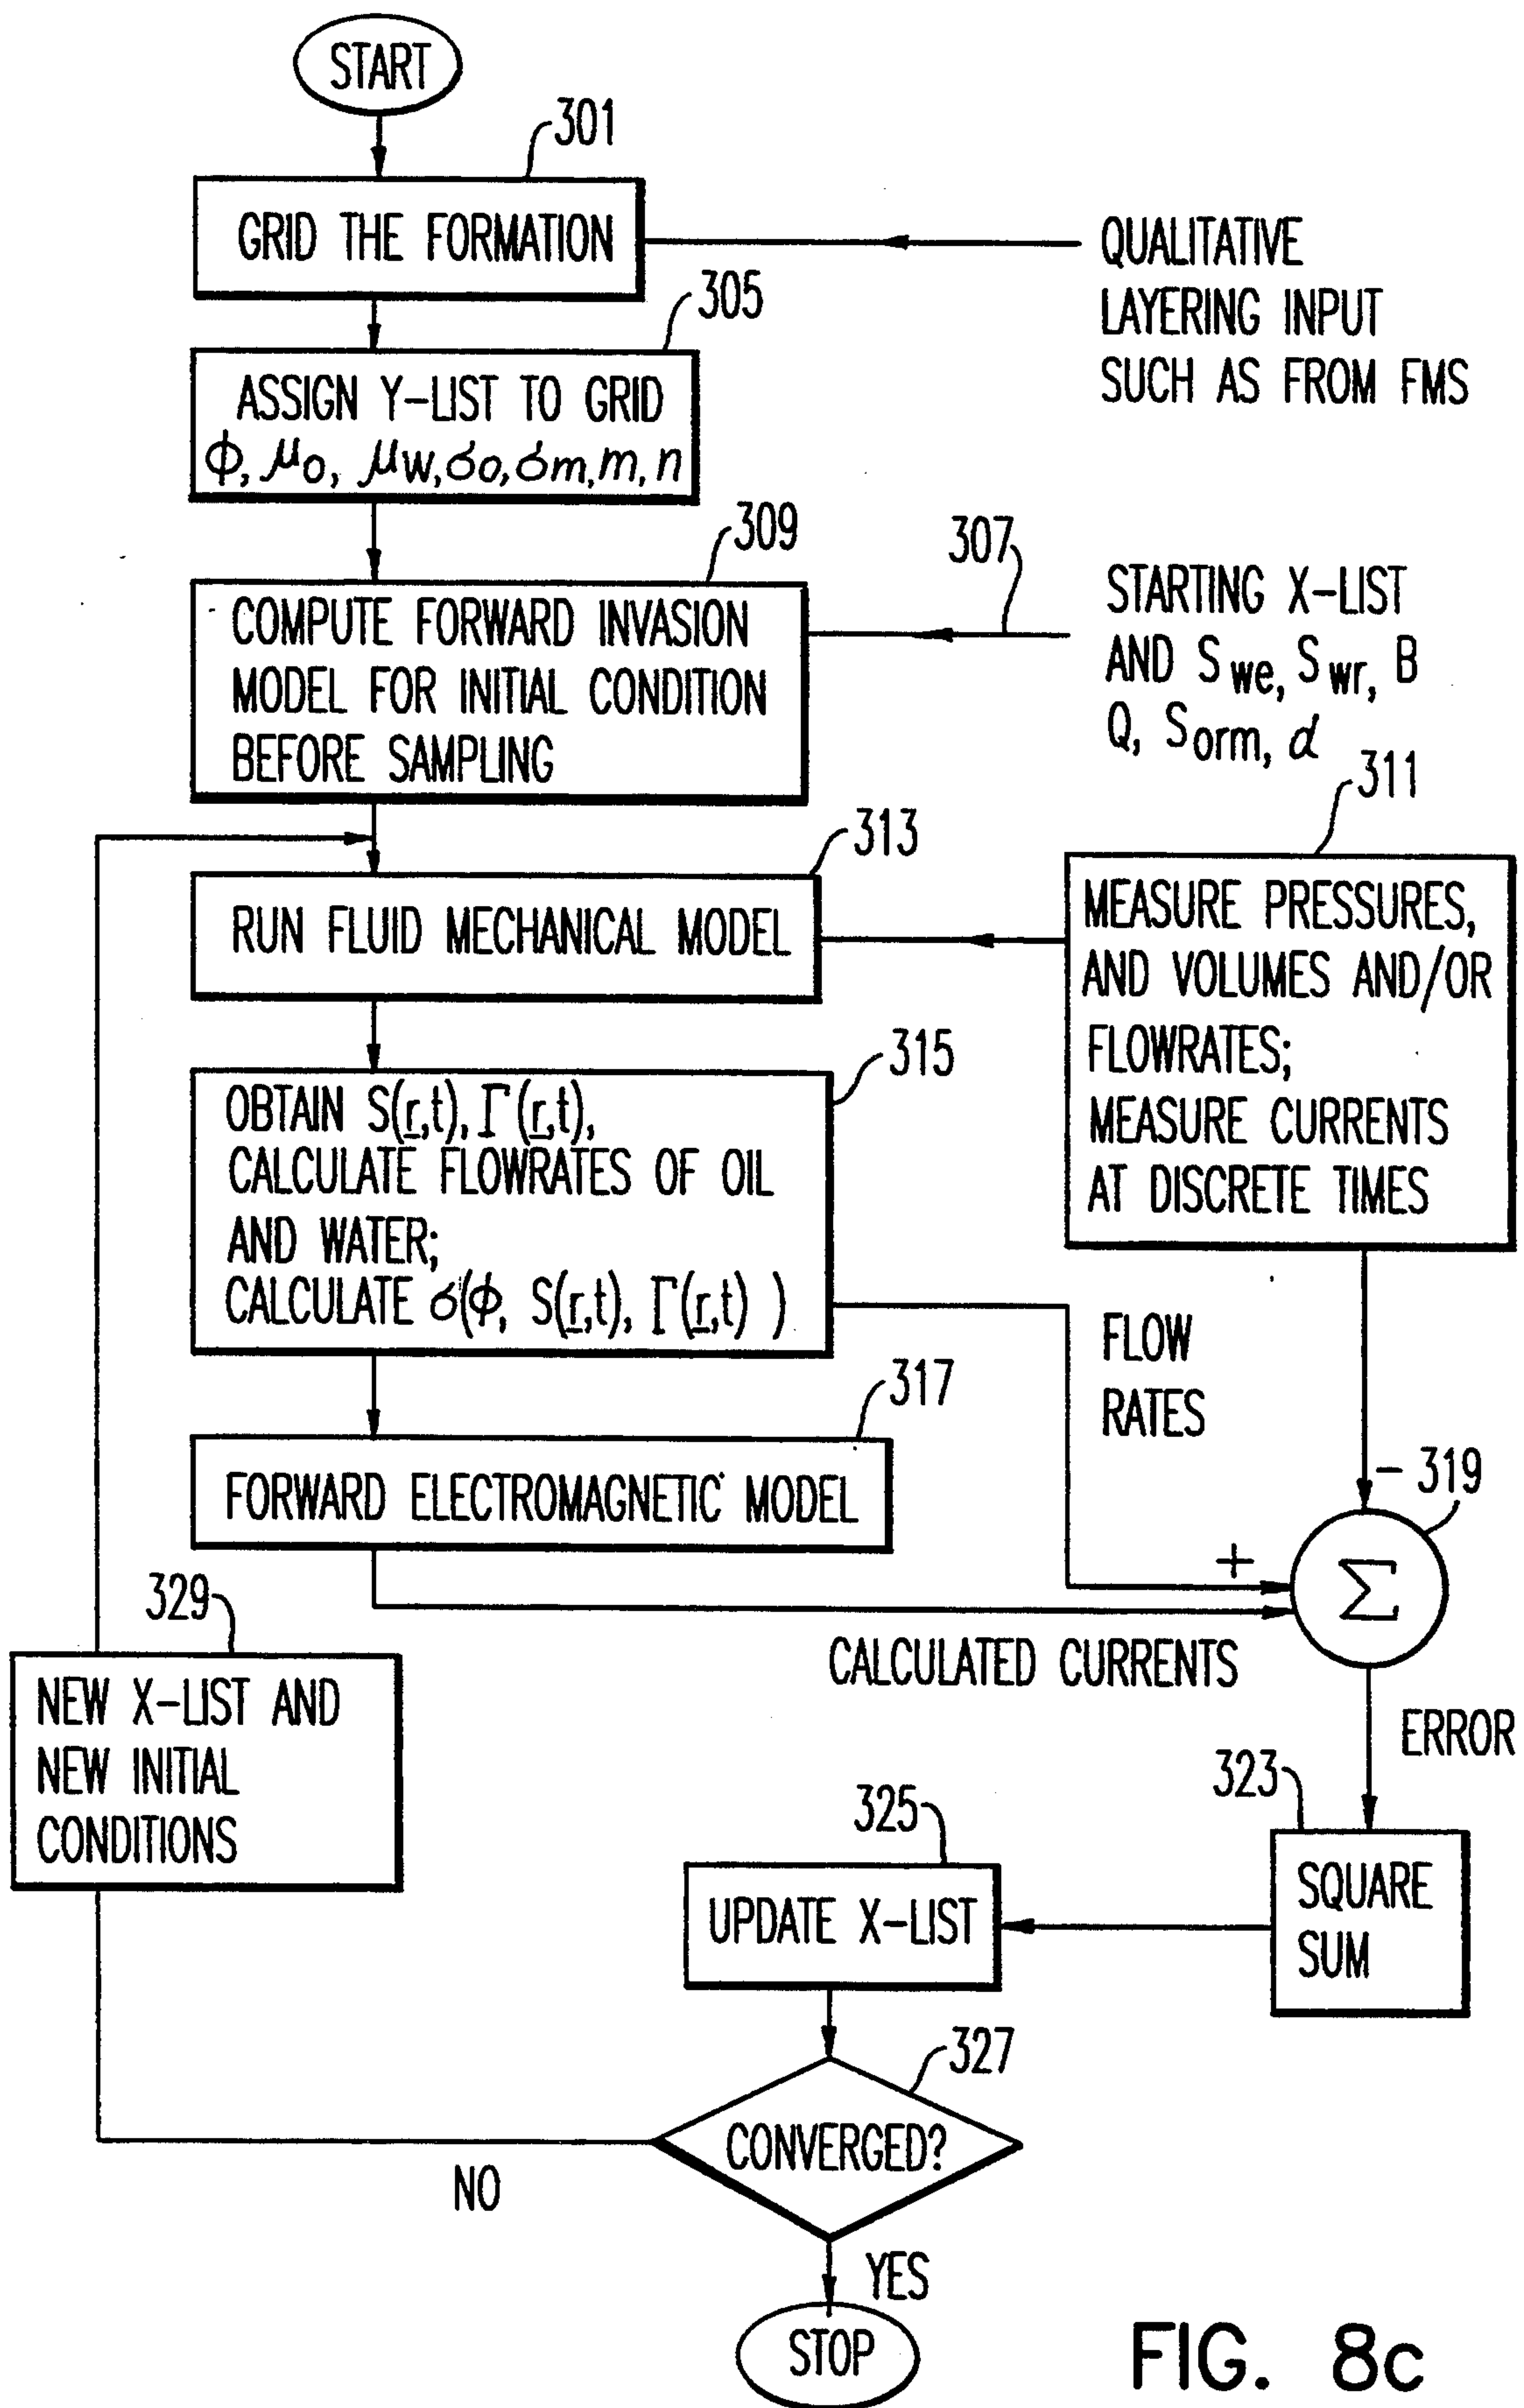 START
301
GRID THE FORMATION
QUALITATIVE
LAYERING INPUT
SUCH AS FROM FMS
305
ASSIGN Y-LIST TO GRID
ϕ, μo, μw, σo, σm, m, n
309
COMPUTE FORWARD INVASION
MODEL FOR INITIAL CONDITION
BEFORE SAMPLING
307
STARTING X-LIST
AND Swe, Swr, B
Q, Sorm, d
311
MEASURE PRESSURES,
AND VOLUMES AND/OR
FLOWRATES;
MEASURE CURRENTS
AT DISCRETE TIMES
313
RUN FLUID MECHANICAL MODEL
315
OBTAIN S(r,t), Γ(r,t),
CALCULATE FLOWRATES OF OIL
AND WATER;
CALCULATE σ(ϕ, S(r,t), Γ(r,t) )
FLOW
RATES
317
FORWARD ELECTROMAGNETIC MODEL
- 319
+
Σ
CALCULATED CURRENTS
ERROR
329
NEW X-LIST AND
NEW INITIAL
CONDITIONS
323
SQUARE
SUM
325
UPDATE X-LIST
327
CONVERGED?
NO
YES
STOP
FIG. 8c